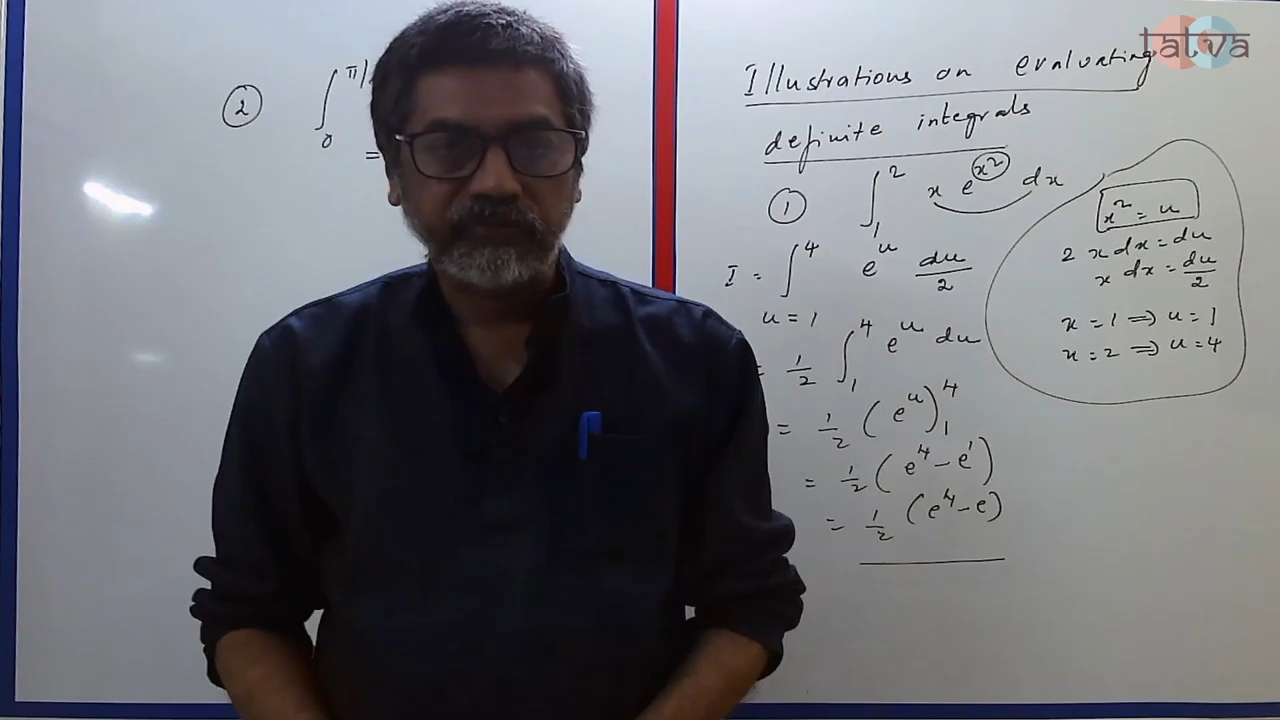 tatva
② ∫₀^π/
=
Illustrations on evaluating
definite integrals
① ∫₁² x e^(x²) dx
I = ∫_{u=1}^4 e^u du/2
= 1/2 ∫₁⁴ e^u du
= 1/2 (e^u)₁⁴
= 1/2 (e⁴ - e¹)
= 1/2 (e⁴ - e)
x² = u
2 x dx = du
x dx = du/2
x = 1 ⇒ u = 1
x = 2 ⇒ u = 4